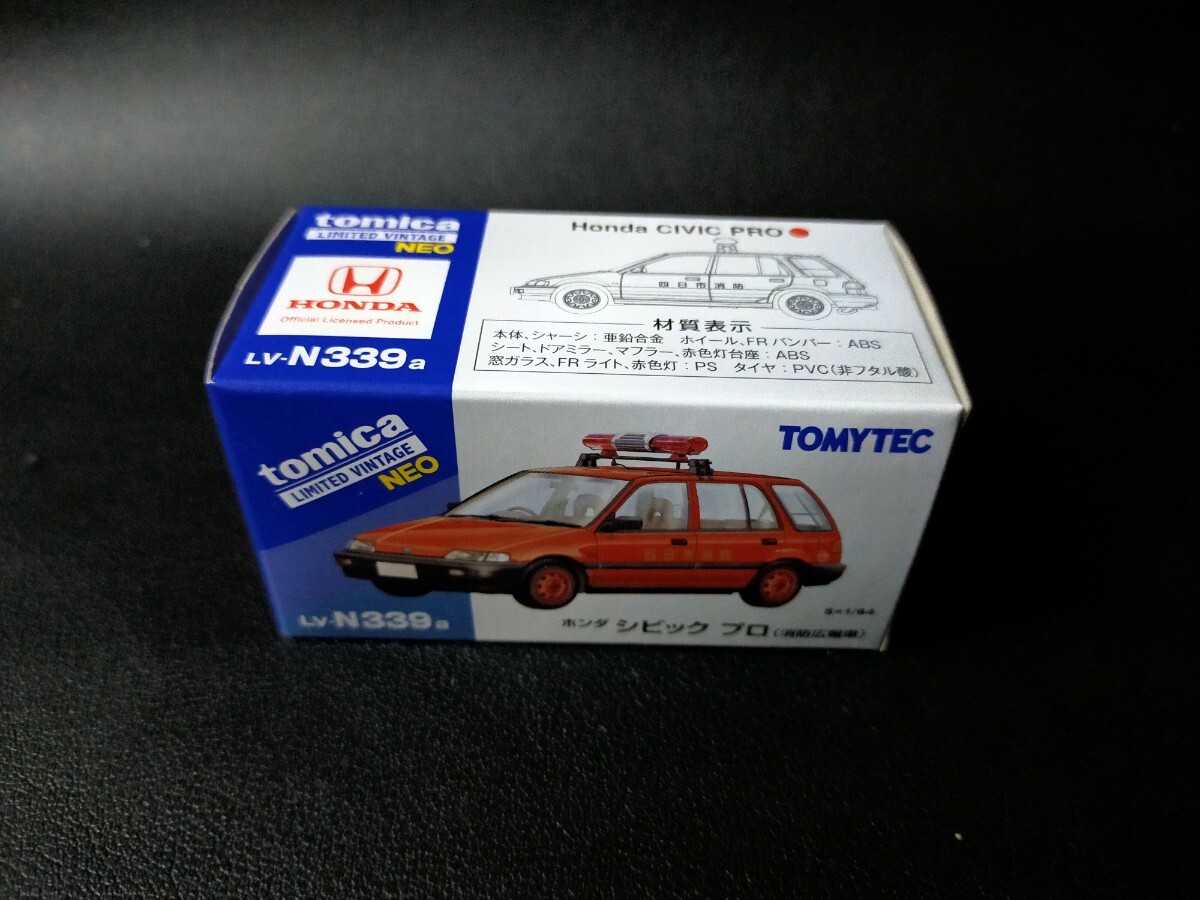 tomica
LIMITED VINTAGE
NEO
HONDA
Official Licensed Product
LV-N339a
Honda CIVIC PRO
四日市消防
材質表示
本体、シャーシ：亜鉛合金 ホイール、FRバンパー：ABS
シート、ドアミラー、マフラー、赤色灯台座：ABS
窓ガラス、FRライト、赤色灯：PS タイヤ：PVC（非フタル酸）
tomica
LIMITED VINTAGE
NEO
TOMYTEC
四日市消防
S=1/64
LV-N339a
ホンダ シビック プロ（消防広報車）